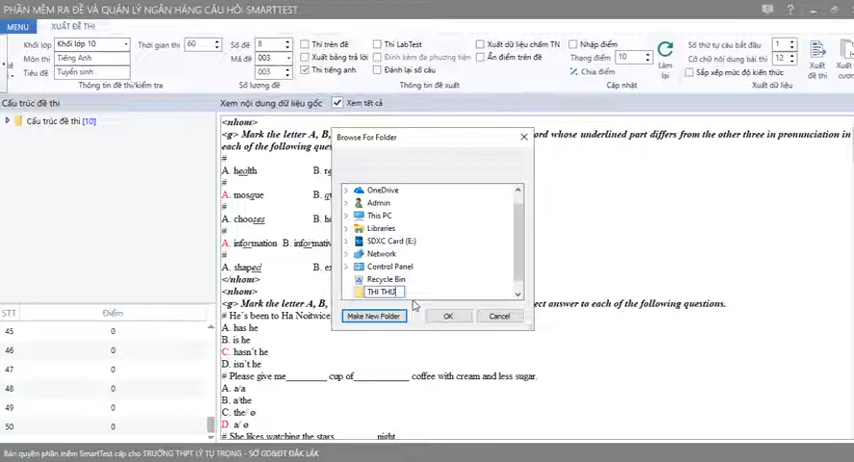 PHẦN MỀM RA ĐỀ VÀ QUẢN LÝ NGÂN HÀNG CÂU HỎI SMARTTEST
MENU XUẤT ĐỀ THI
Khối lớp Khối lớp 10 Thời gian thi 60 Số đề 8 Thi trên đề Thi LabTest Xuất dữ liệu chấm TN Nhập điểm Số thứ tự câu bắt đầu 1
Môn thi Tiếng Anh Mã đề 003 Xuất bảng trả lời Đính kèm đa phương tiện Ẩn điểm trên đề Thang điểm 10 Cỡ chữ nội dung bài thi 12
Tiêu đề Tuyển sinh 003 Thi tiếng anh Đánh lại số câu Chia điểm Làm lại Sắp xếp mức độ kiến thức Xuất đề thi Xuất
Thông tin đề thi/kiểm tra Số lượng đề Thông tin đề xuất Cập nhật Xuất dữ liệu
Cấu trúc đề thi Xem nội dung dữ liệu gốc Xem tất cả
Cấu trúc đề thi [10]
<nhom>
<g> Mark the letter A, B, ord whose underlined part differs from the other three in pronunciation in
each of the following
#
A. health B.
#
A. mosque B.
#
A. chooses B.
#
A. information B.
#
A. shaped B.
</nhom>
<nhom>
<g> Mark the letter A, B, ect answer to each of the following questions.
# He's been to Ha Noi twice
A. has he
B. is he
C. hasn't he
D. isn't he
# Please give me________ cup of___________ coffee with cream and less sugar.
A. a/a
B. a/the
C. the/ ø
D. a/ ø
# She likes watching the stars________night
Browse For Folder
OneDrive
Admin
This PC
Libraries
SDXC Card (E:)
Network
Control Panel
Recycle Bin
THI THƯ
Make New Folder OK Cancel
STT Điểm
45 0
46 0
47 0
48 0
49 0
50 0
Bản quyền phần mềm SmartTest cấp cho TRƯỜNG THPT LÝ TỰ TRỌNG - SỞ GD&ĐT ĐẮK LẮK